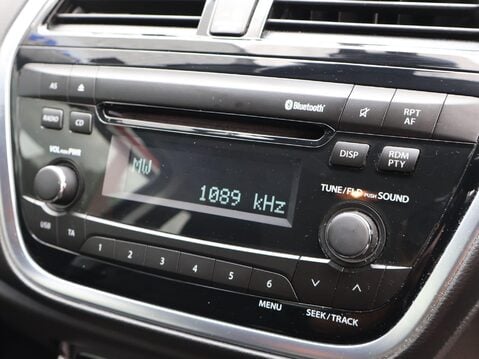 AS
Bluetooth
RPT
AF
RADIO
CD
DISP
RDM
PTY
VOL PUSH PWR
MW
1089 kHz
TUNE/FLD PUSH SOUND
USB
TA
1 2 3 4 5 6
MENU
SEEK/TRACK